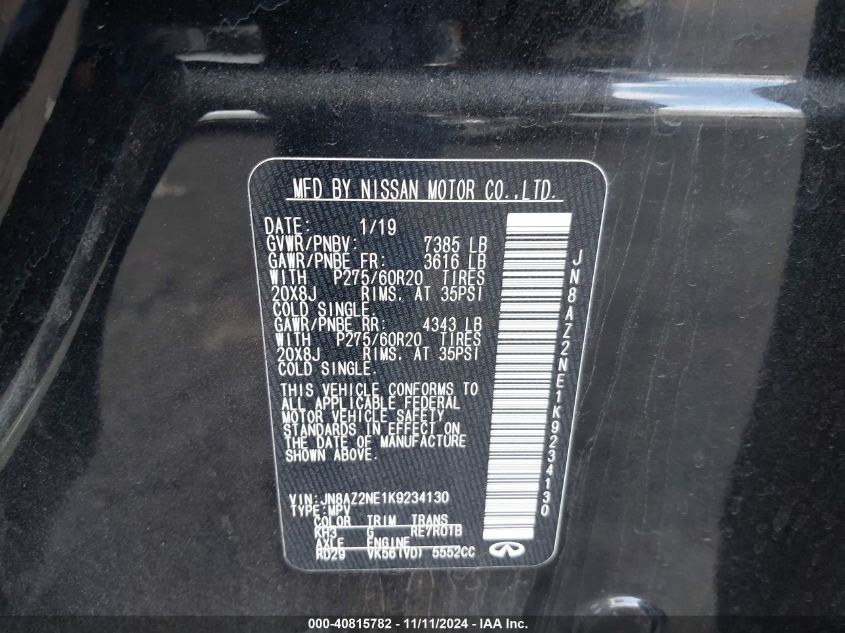 MFD BY NISSAN MOTOR CO.,LTD.
DATE: 1/19
GVWR/PNBV: 7385 LB
GAWR/PNBE FR: 3616 LB
WITH P275/60R20 TIRES
20X8J RIMS. AT 35PSI
COLD SINGLE.
GAWR/PNBE RR: 4343 LB
WITH P275/60R20 TIRES
20X8J RIMS. AT 35PSI
COLD SINGLE.
THIS VEHICLE CONFORMS TO
ALL APPLICABLE FEDERAL
MOTOR VEHICLE SAFETY
STANDARDS IN EFFECT ON
THE DATE OF MANUFACTURE
SHOWN ABOVE.
VIN:JN8AZ2NE1K9234130
TYPE:MPV
COLOR TRIM TRANS
KH3 G RE7R01B
AXLE ENGINE
RD29 VK56(VD) 5552CC
JN8AZ2NE1K9234130
000-40815782 - 11/11/2024 - IAA Inc.